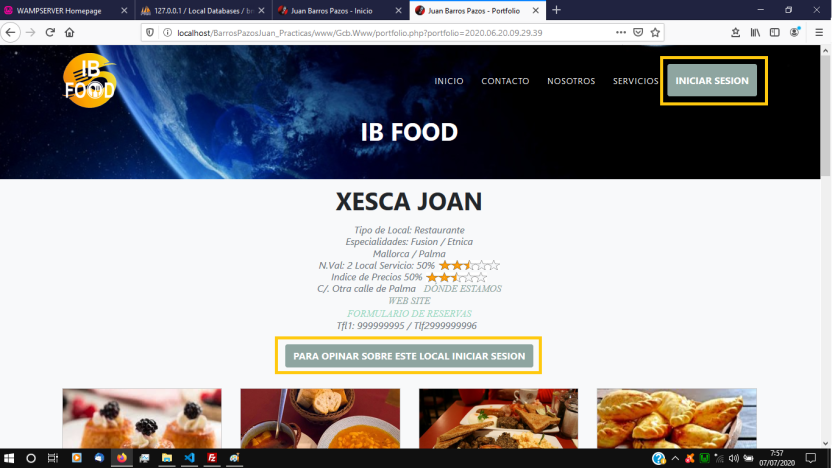 WAMPSERVER Homepage
127.0.0.1 / Local Databases / b
Juan Barros Pazos - Inicio
Juan Barros Pazos - Portfolio
localhost/BarrosPazosJuan_Practicas/www/Gcb.Www/portfolio.php?portfolio=2020.06.20.09.29.39
IB
FOOD
INICIO CONTACTO NOSOTROS SERVICIOS INICIAR SESION
IB FOOD
XESCA JOAN
Tipo de Local: Restaurante
Especialidades: Fusion / Etnica
Mallorca / Palma
N.Val: 2 Local Servicio: 50%
Indice de Precios 50%
C/. Otra calle de Palma DONDE ESTAMOS
WEB SITE
FORMULARIO DE RESERVAS
Tfl1: 999999995 / Tlf2999999996
PARA OPINAR SOBRE ESTE LOCAL INICIAR SESION
7:57
07/07/2020